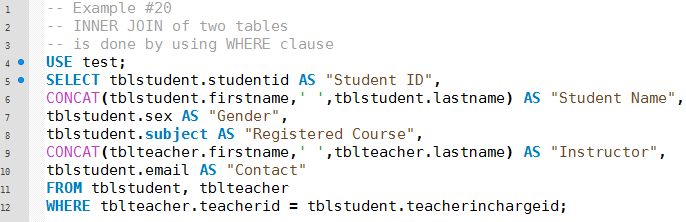 1 -- Example #20
2 -- INNER JOIN of two tables
3 -- is done by using WHERE clause
4 USE test;
5 SELECT tblstudent.studentid AS "Student ID",
6 CONCAT(tblstudent.firstname,' ',tblstudent.lastname) AS "Student Name",
7 tblstudent.sex AS "Gender",
8 tblstudent.subject AS "Registered Course",
9 CONCAT(tblteacher.firstname,' ',tblteacher.lastname) AS "Instructor",
10 tblstudent.email AS "Contact"
11 FROM tblstudent, tblteacher
12 WHERE tblteacher.teacherid = tblstudent.teacherinchargeid;